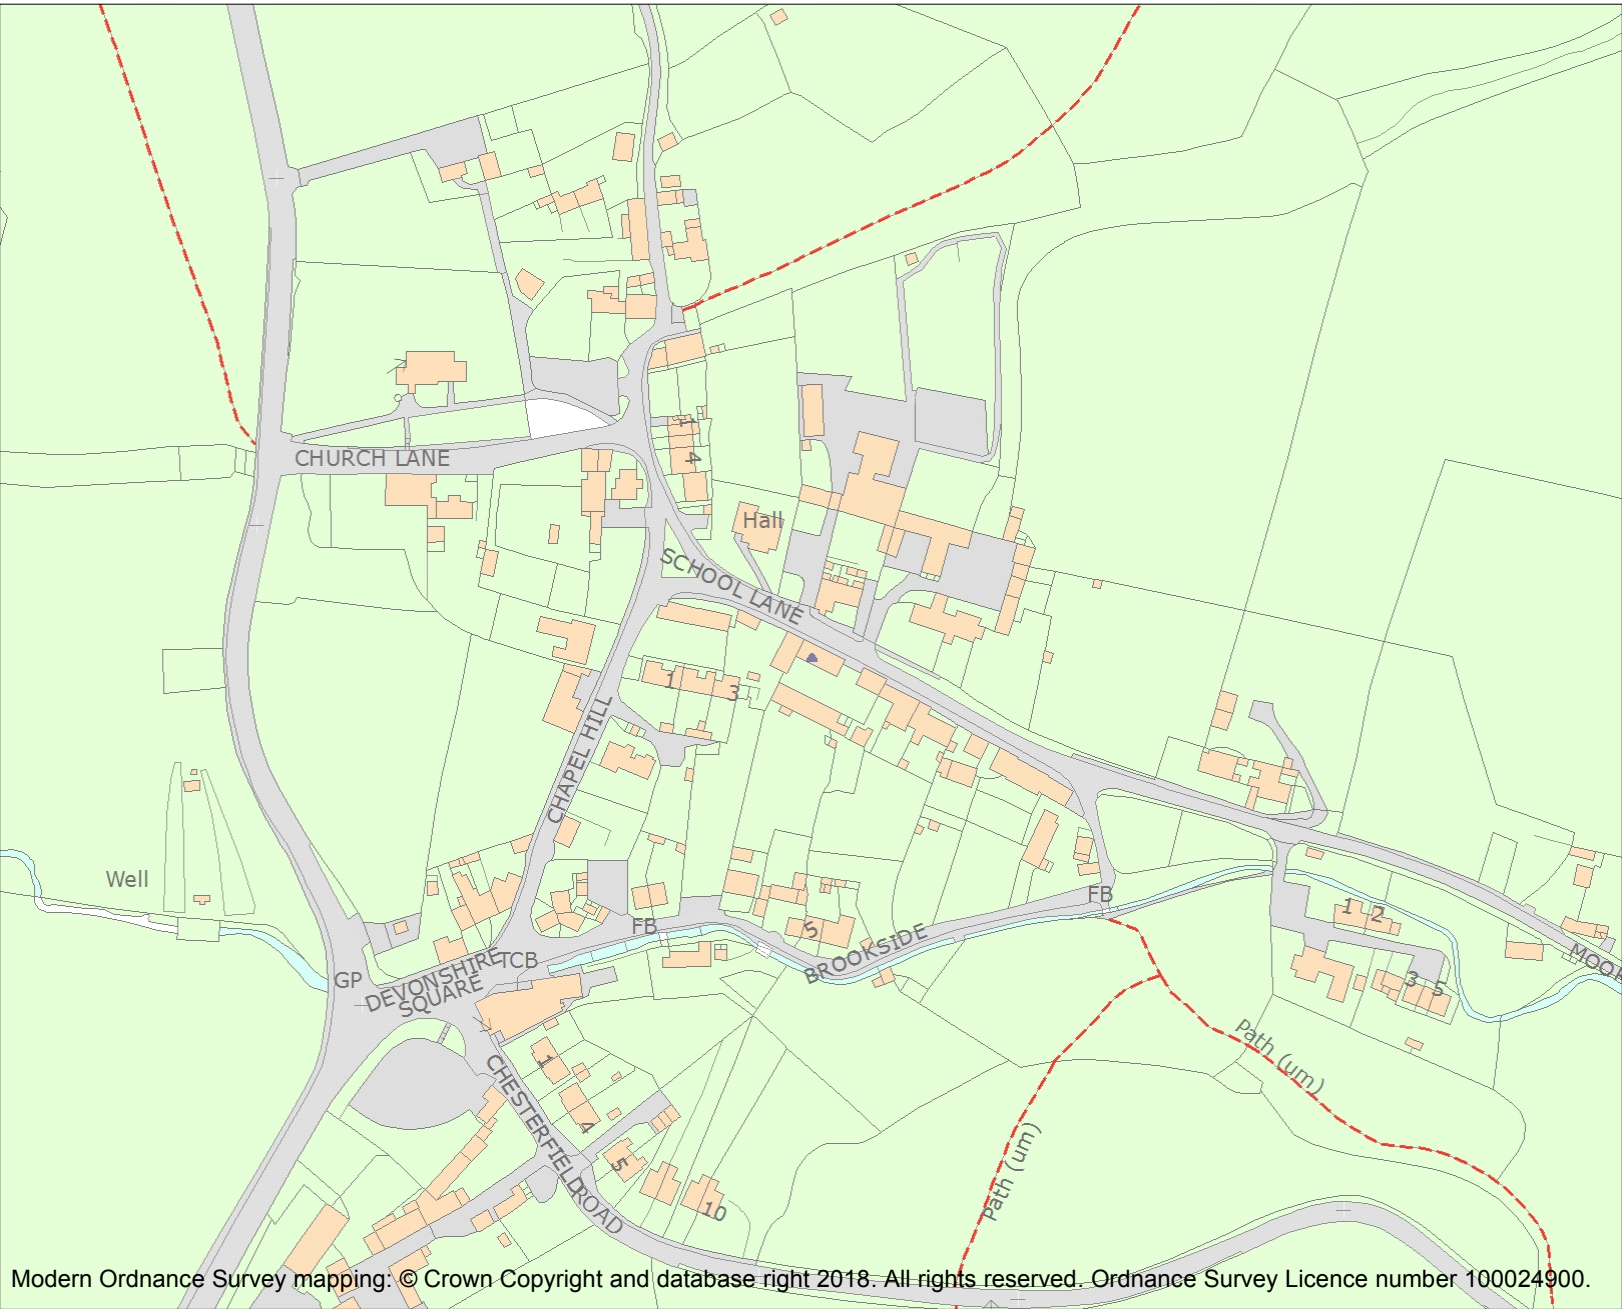 CHURCH LANE
1
4
Hall
SCHOOL LANE
1
3
CHAPEL HILL
Well
FB
FB
5
BROOKSIDE
1
2
MOOR
TCB
GP
DEVONSHIRE
SQUARE
3
5
Path (um)
1
CHESTERFIELD ROAD
4
5
10
Path (um)
Modern Ordnance Survey mapping: © Crown Copyright and database right 2018. All rights reserved. Ordnance Survey Licence number 100024900.